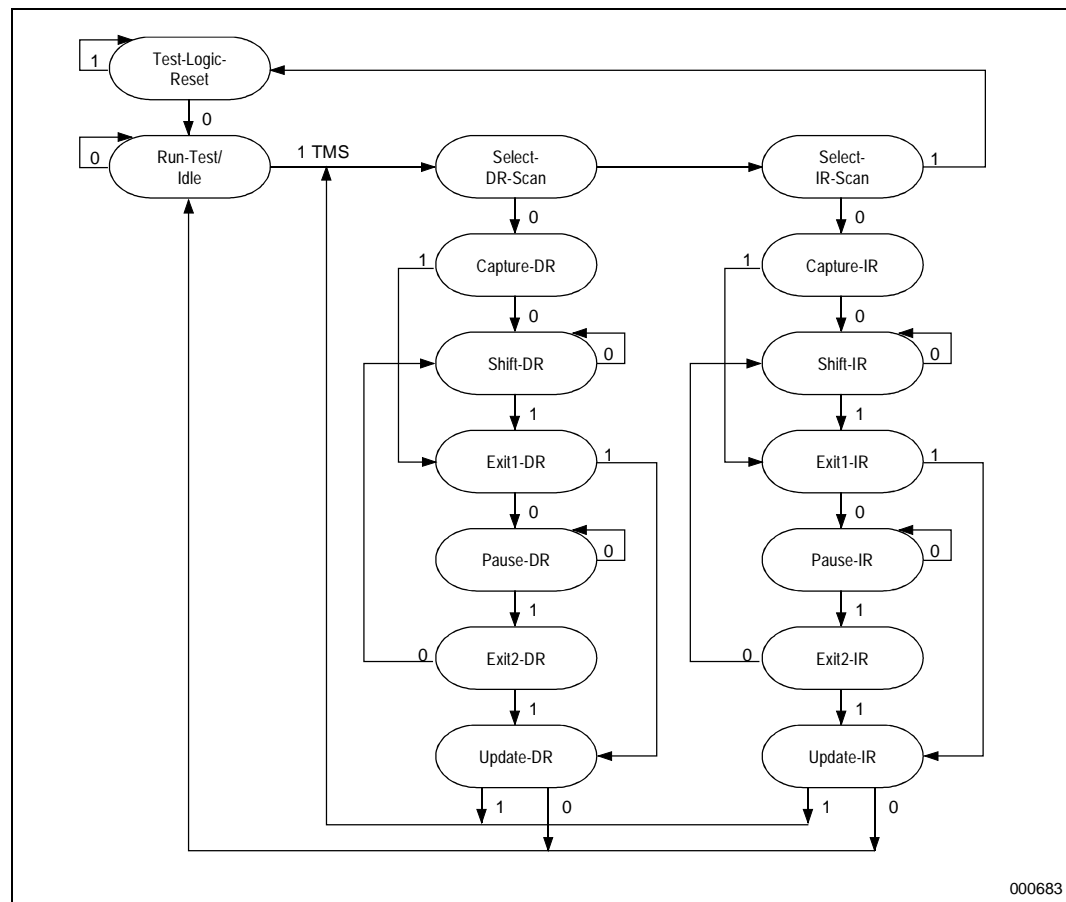 Test-Logic-
Reset
1
0
Run-Test/
Idle
0
1 TMS
Select-
DR-Scan
Select-
IR-Scan
1
0
0
1
Capture-DR
1
Capture-IR
0
0
Shift-DR
0
Shift-IR
0
1
1
Exit1-DR
1
Exit1-IR
1
0
0
Pause-DR
0
Pause-IR
0
1
1
0
Exit2-DR
0
Exit2-IR
1
1
Update-DR
Update-IR
1
0
1
0
000683